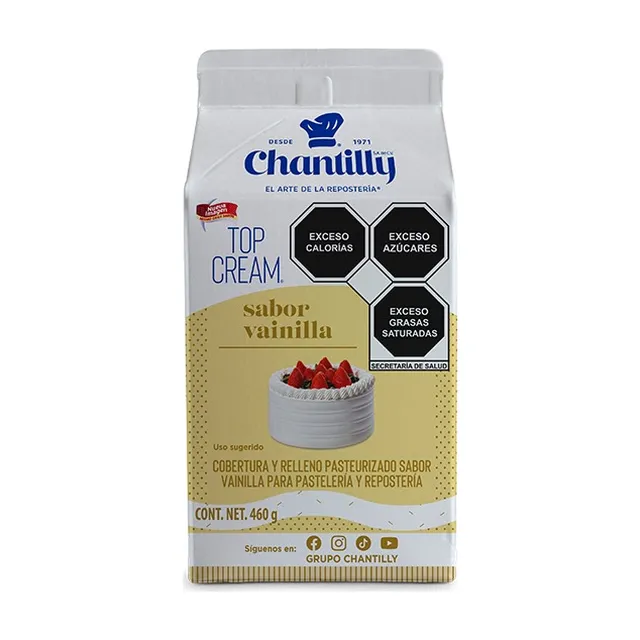 DESDE 1971
Chantilly
EL ARTE DE LA REPOSTERÍA®
Nueva
Imagen
TOP
CREAM®
EXCESO
CALORÍAS
EXCESO
AZÚCARES
sabor
vainilla
EXCESO
GRASAS
SATURADAS
SECRETARÍA DE SALUD
Uso sugerido
COBERTURA Y RELLENO PASTEURIZADO SABOR
VAINILLA PARA PASTELERÍA Y REPOSTERÍA
CONT. NET. 460 g
Síguenos en:
GRUPO CHANTILLY